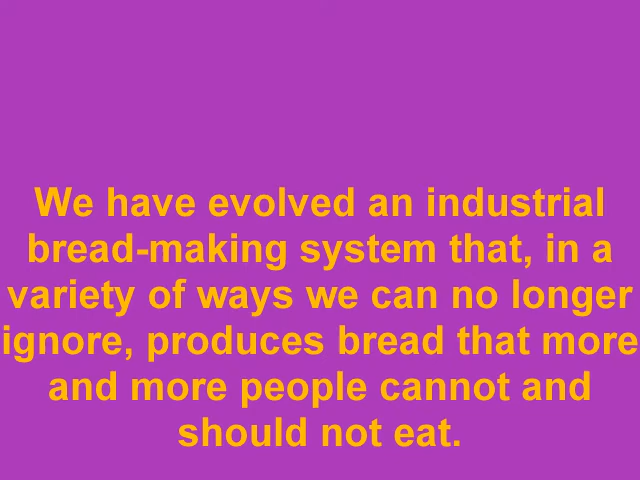 We have evolved an industrial
bread-making system that, in a
variety of ways we can no longer
ignore, produces bread that more
and more people cannot and
should not eat.